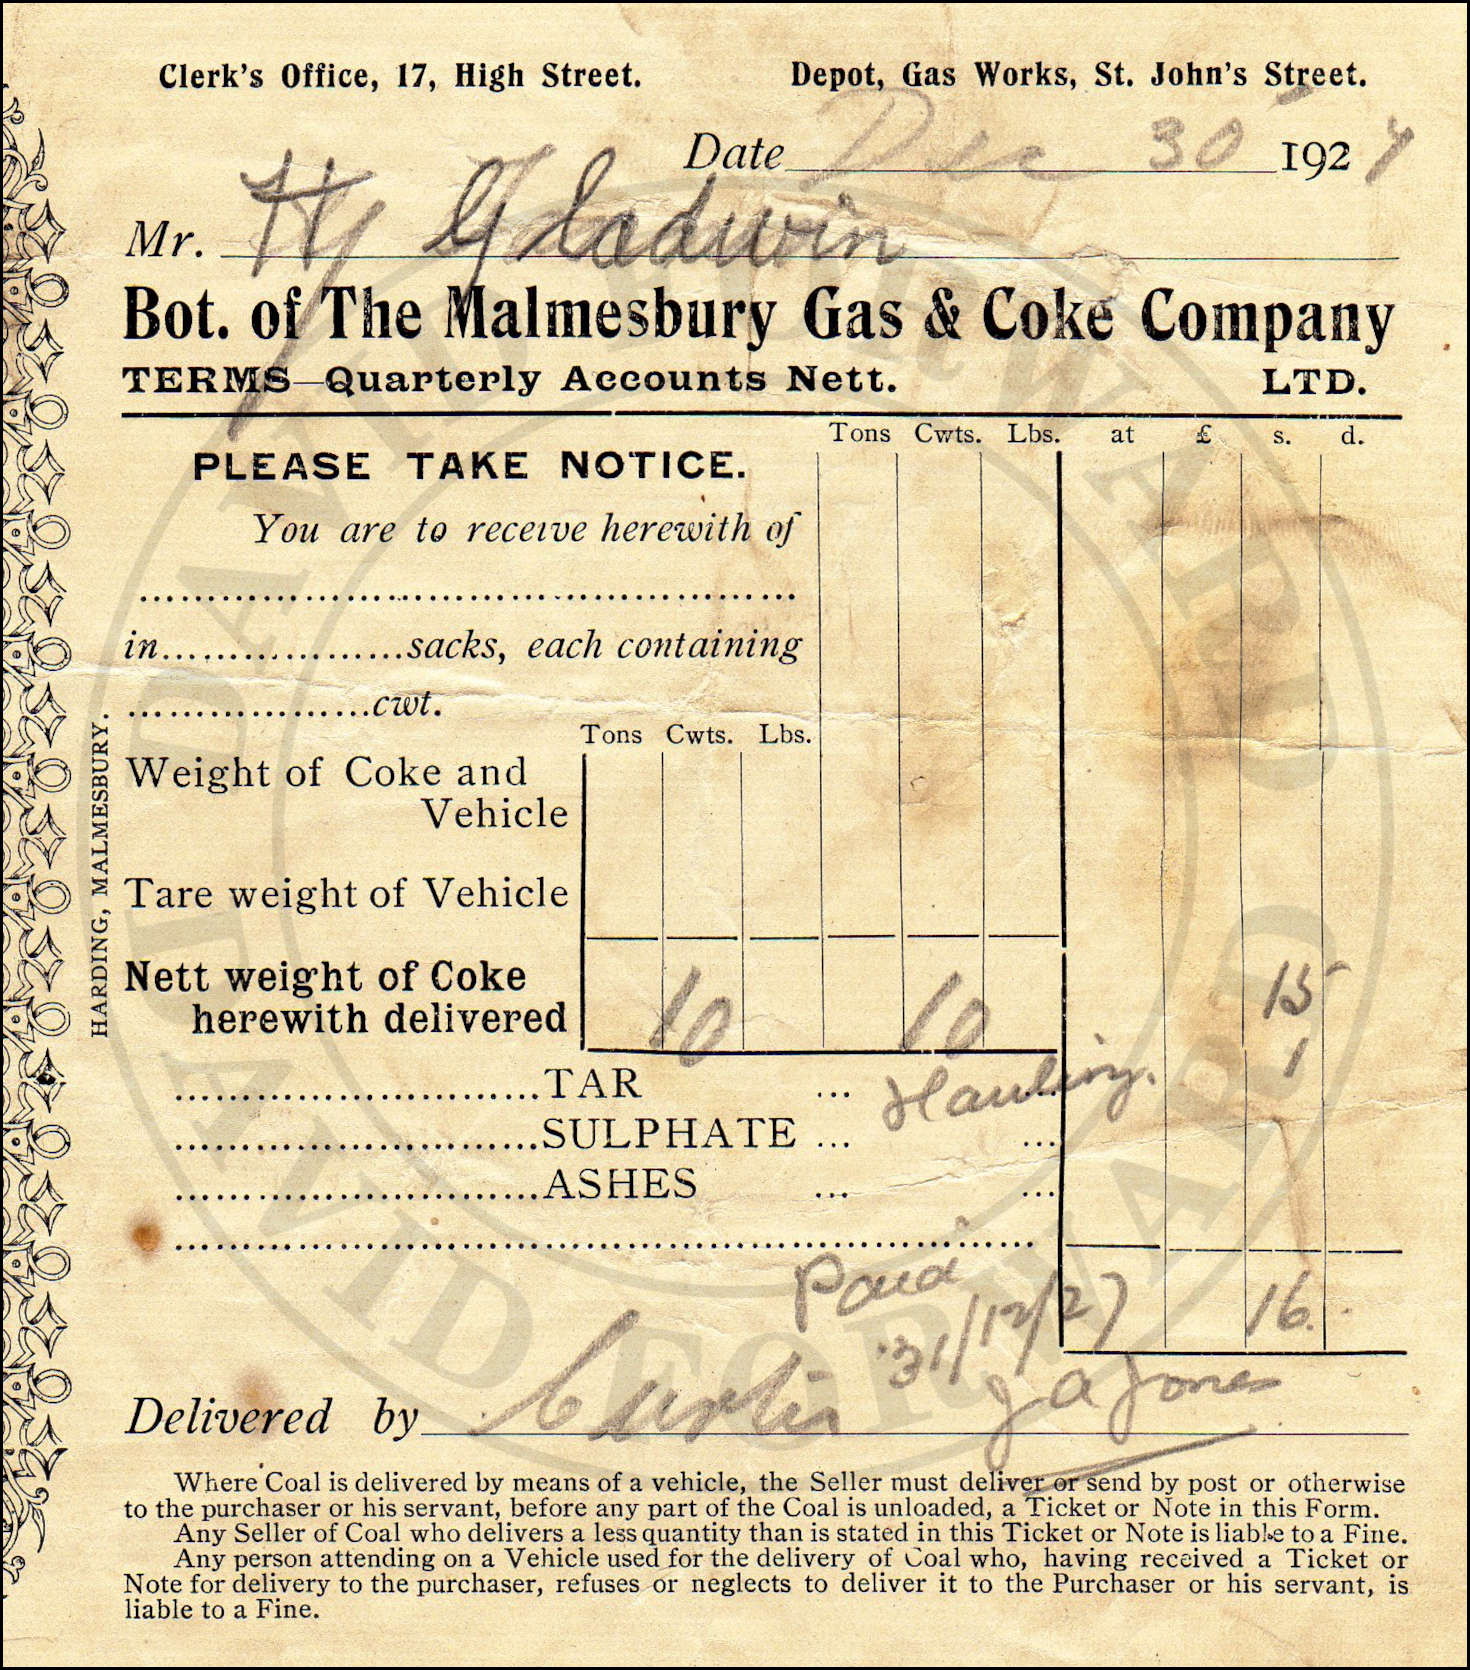 Clerk's Office, 17, High Street. Depot, Gas Works, St. John's Street.
Date Dec 30 1927
Mr. Hy Gladwin
Bot. of The Malmesbury Gas & Coke Company
TERMS—Quarterly Accounts Nett. LTD.
Tons Cwts. Lbs. at £ s. d.
PLEASE TAKE NOTICE.
You are to receive herewith of
in...................sacks, each containing
...................cwt.
Tons Cwts. Lbs.
Weight of Coke and
Vehicle
Tare weight of Vehicle
Nett weight of Coke
herewith delivered 10 10 15
TAR ... Hauling. 1
SULPHATE ... ...
ASHES ... ...
Paid
31/12/27 16.
J A Jones
Delivered by Curtis
Where Coal is delivered by means of a vehicle, the Seller must deliver or send by post or otherwise
to the purchaser or his servant, before any part of the Coal is unloaded, a Ticket or Note in this Form.
Any Seller of Coal who delivers a less quantity than is stated in this Ticket or Note is liable to a Fine.
Any person attending on a Vehicle used for the delivery of Coal who, having received a Ticket or
Note for delivery to the purchaser, refuses or neglects to deliver it to the Purchaser or his servant, is
liable to a Fine.
HARDING, MALMESBURY.
DAVID FORWARD
DAVID FORWARD